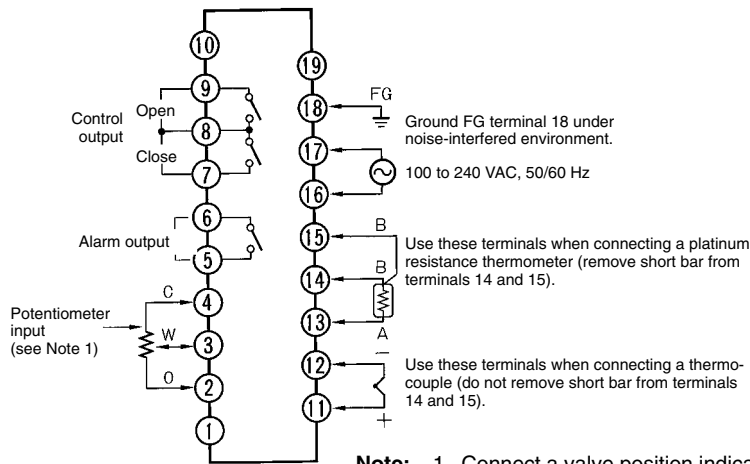 10
9
8
7
6
5
4
3
2
1
19
18
17
16
15
14
13
12
11
Control
output
Open
Close
Alarm output
Potentiometer
input
(see Note 1)
C
W
O
FG
Ground FG terminal 18 under
noise-interfered environment.
100 to 240 VAC, 50/60 Hz
B
B
A
Use these terminals when connecting a platinum
resistance thermometer (remove short bar from
terminals 14 and 15).
−
+
Use these terminals when connecting a thermo-
couple (do not remove short bar from terminals
14 and 15).
Note: 1. Connect a valve position indica